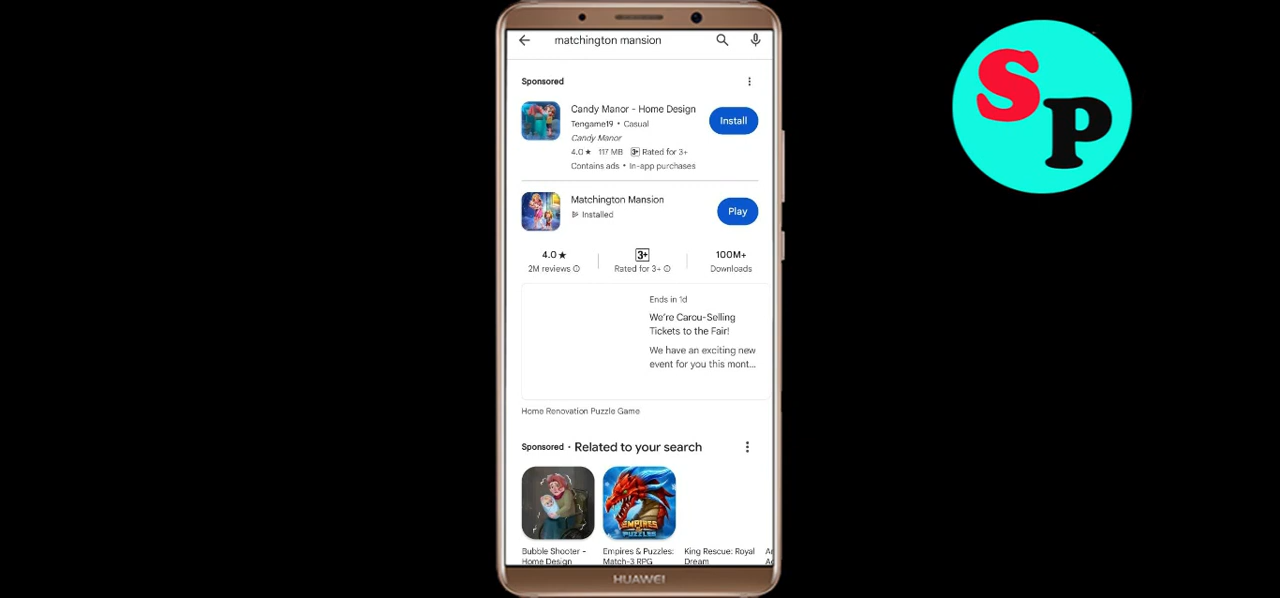 matchington mansion
S
P
Sponsored
Candy Manor - Home Design
Tengame19 • Casual
Candy Manor
4.0 ★ 117 MB 3+ Rated for 3+
Contains ads • In-app purchases
Install
Matchington Mansion
Installed
Play
4.0 ★
2M reviews
3+
Rated for 3+
100M+
Downloads
Ends in 1d
We're Carou-Selling
Tickets to the Fair!
We have an exciting new
event for you this mont...
Home Renovation Puzzle Game
Sponsored · Related to your search
EMPIRES &
PUZZLES
Bubble Shooter -
Home Design
Empires & Puzzles:
Match-3 RPG
King Rescue: Royal
Dream
HUAWEI